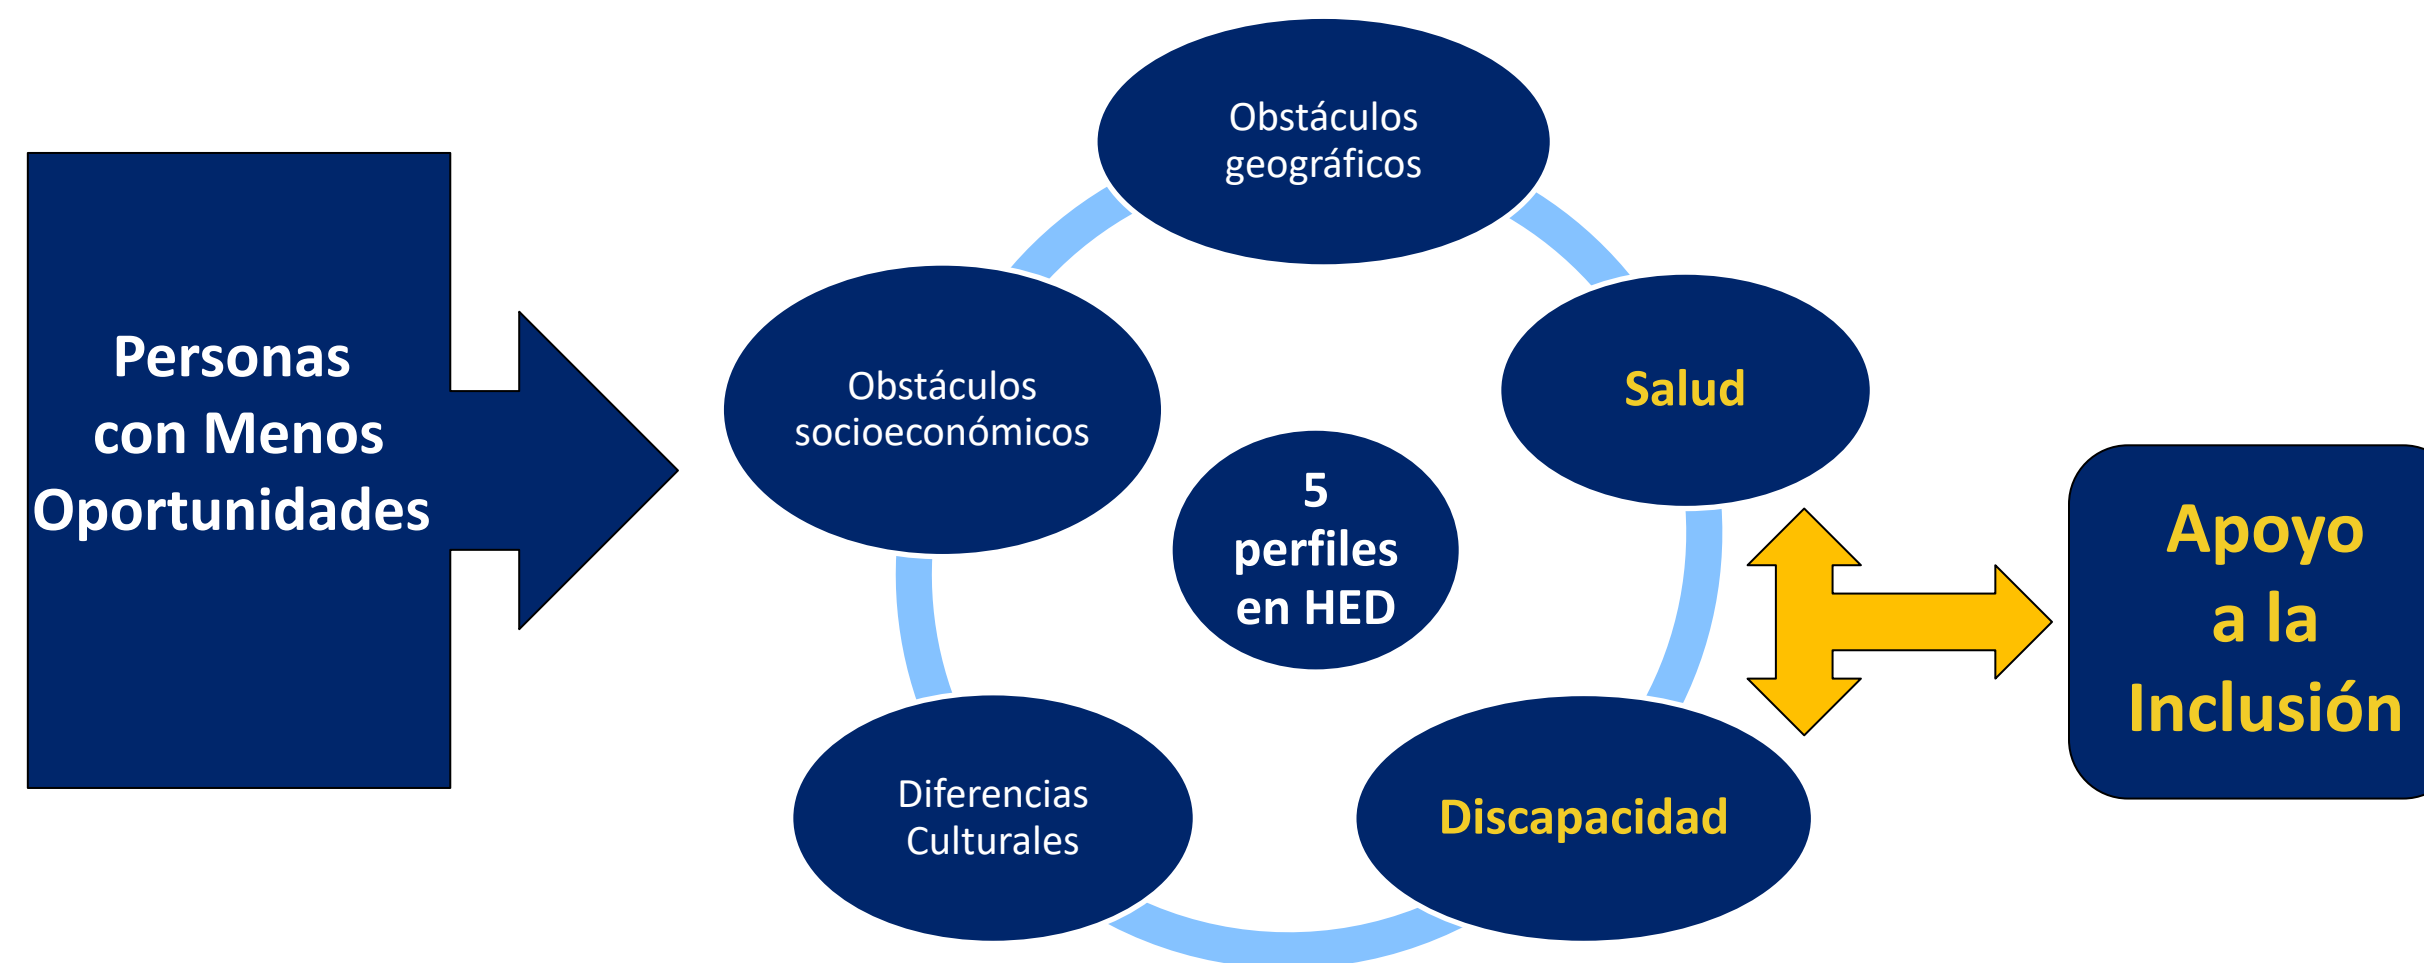 Personas
con Menos
Oportunidades
Obstáculos
geográficos
Salud
Discapacidad
Diferencias
Culturales
Obstáculos
socioeconómicos
5
perfiles
en HED
Apoyo
a la
Inclusión